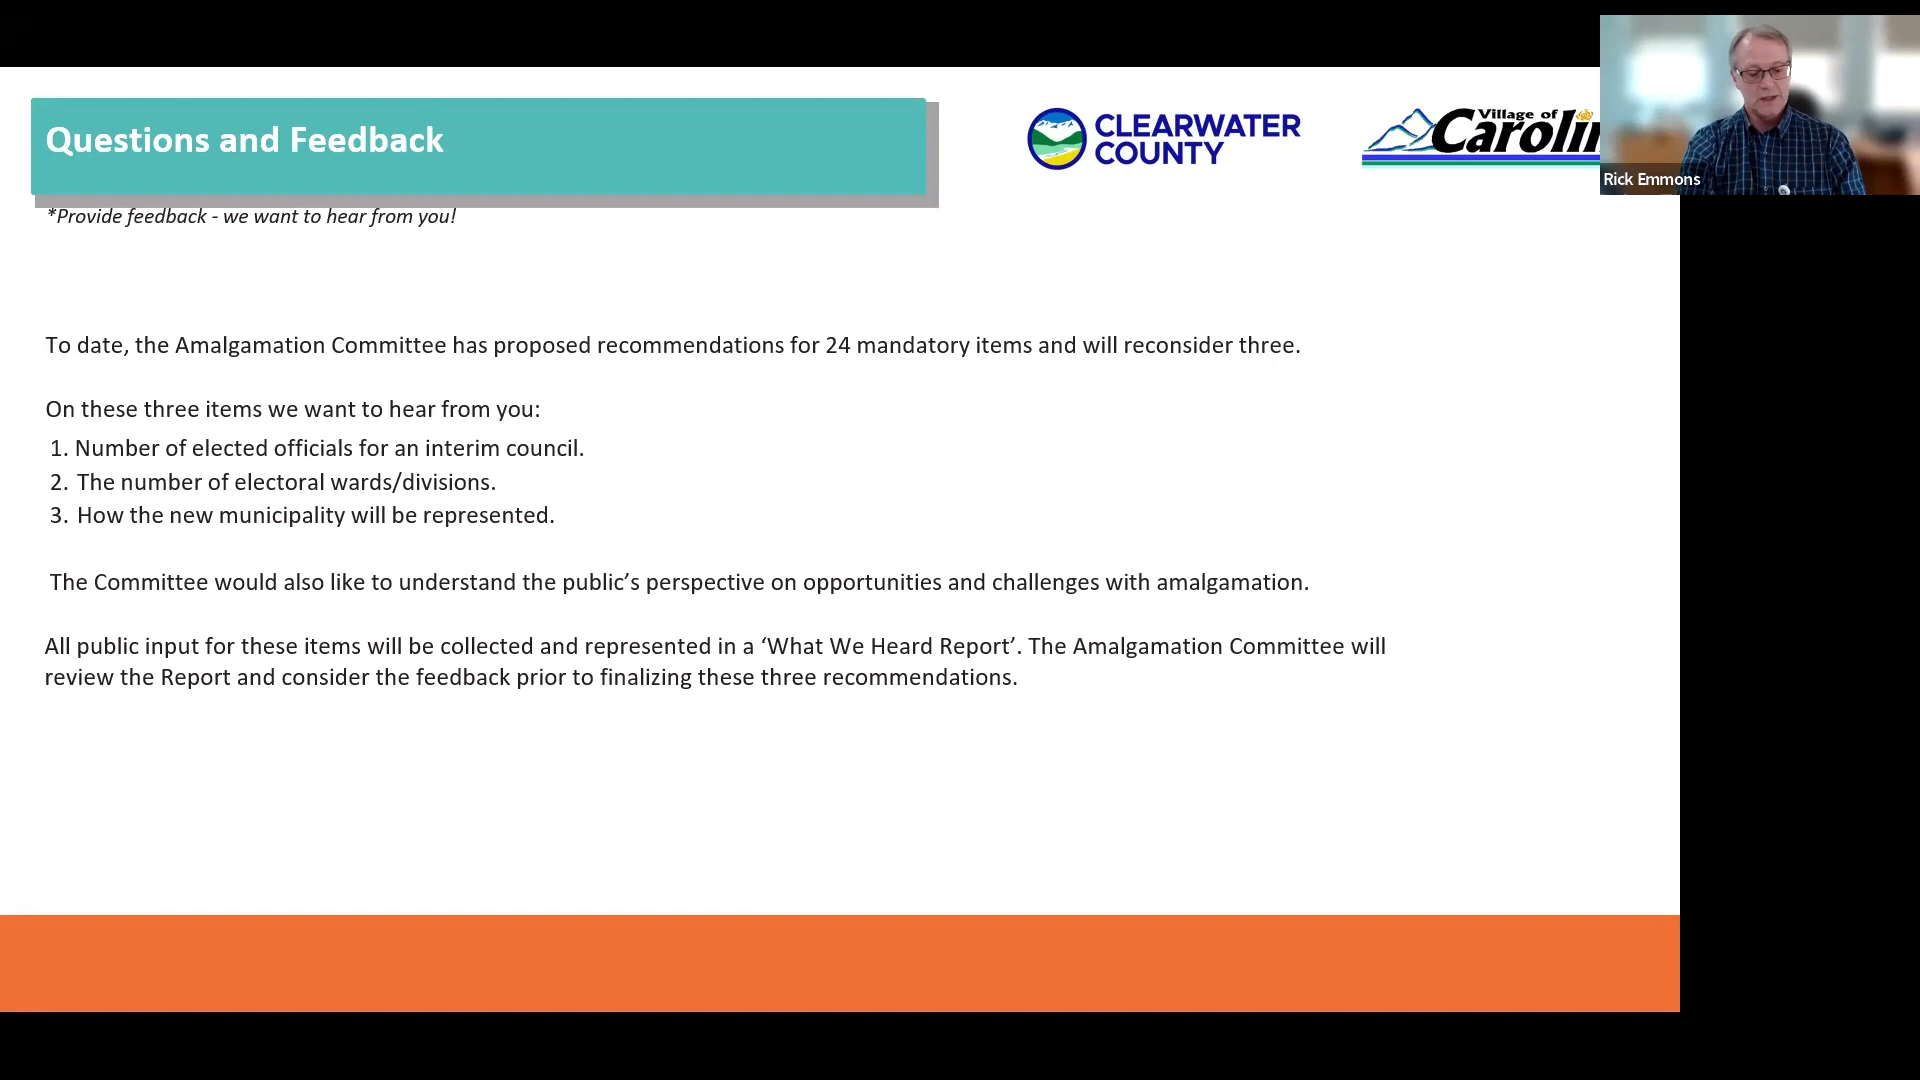 Questions and Feedback
CLEARWATER
COUNTY
Village of
Rick Emmons
*Provide feedback - we want to hear from you!
To date, the Amalgamation Committee has proposed recommendations for 24 mandatory items and will reconsider three.
On these three items we want to hear from you:
1. Number of elected officials for an interim council.
2. The number of electoral wards/divisions.
3. How the new municipality will be represented.
The Committee would also like to understand the public’s perspective on opportunities and challenges with amalgamation.
All public input for these items will be collected and represented in a ‘What We Heard Report’. The Amalgamation Committee will
review the Report and consider the feedback prior to finalizing these three recommendations.